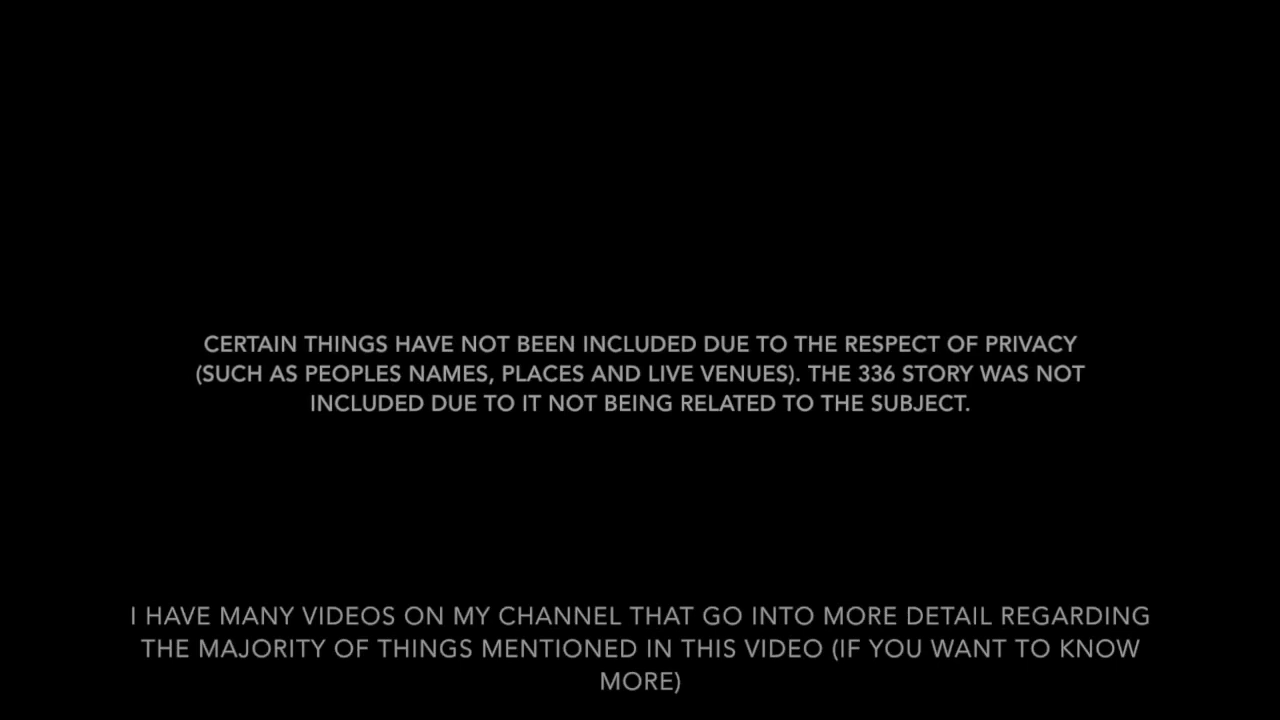 CERTAIN THINGS HAVE NOT BEEN INCLUDED DUE TO THE RESPECT OF PRIVACY
(SUCH AS PEOPLES NAMES, PLACES AND LIVE VENUES). THE 336 STORY WAS NOT
INCLUDED DUE TO IT NOT BEING RELATED TO THE SUBJECT.
I HAVE MANY VIDEOS ON MY CHANNEL THAT GO INTO MORE DETAIL REGARDING
THE MAJORITY OF THINGS MENTIONED IN THIS VIDEO (IF YOU WANT TO KNOW
MORE)